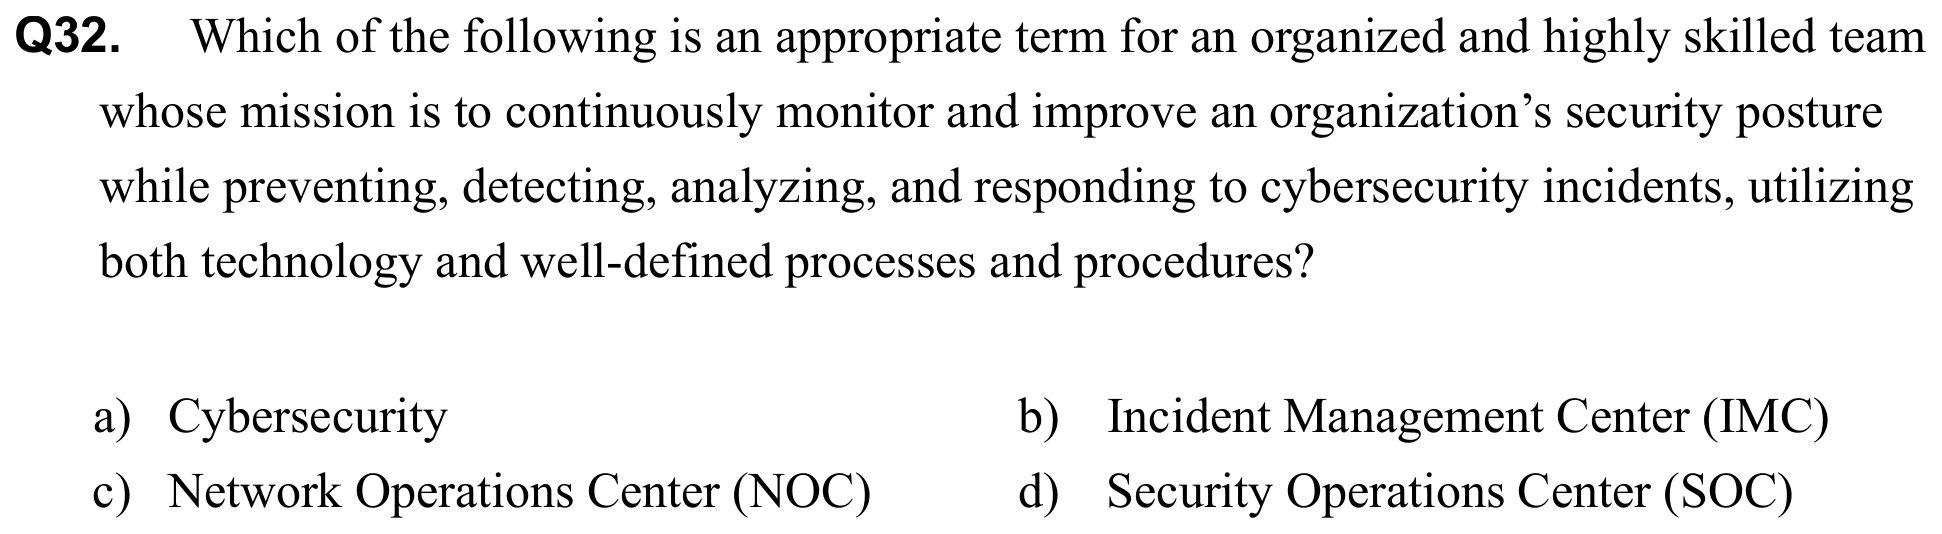 Q32. Which of the following is an appropriate term for an organized and highly skilled team
whose mission is to continuously monitor and improve an organization’s security posture
while preventing, detecting, analyzing, and responding to cybersecurity incidents, utilizing
both technology and well-defined processes and procedures?
a) Cybersecurity b) Incident Management Center (IMC)
c) Network Operations Center (NOC) d) Security Operations Center (SOC)